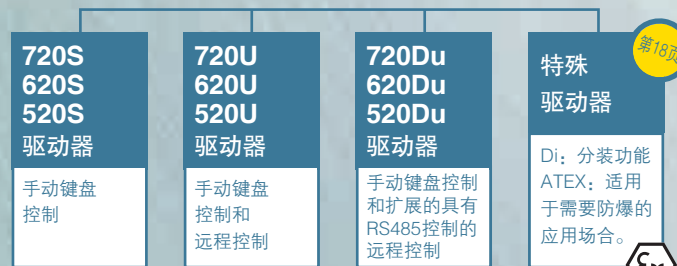 720S
620S
520S
驱动器
手动键盘
控制
720U
620U
520U
驱动器
手动键盘
控制和
远程控制
720Du
620Du
520Du
驱动器
手动键盘控制
和扩展的具有
RS485控制的
远程控制
第18页
特殊
驱动器
Di：分装功能
ATEX：适用
于需要防爆的
应用场合。